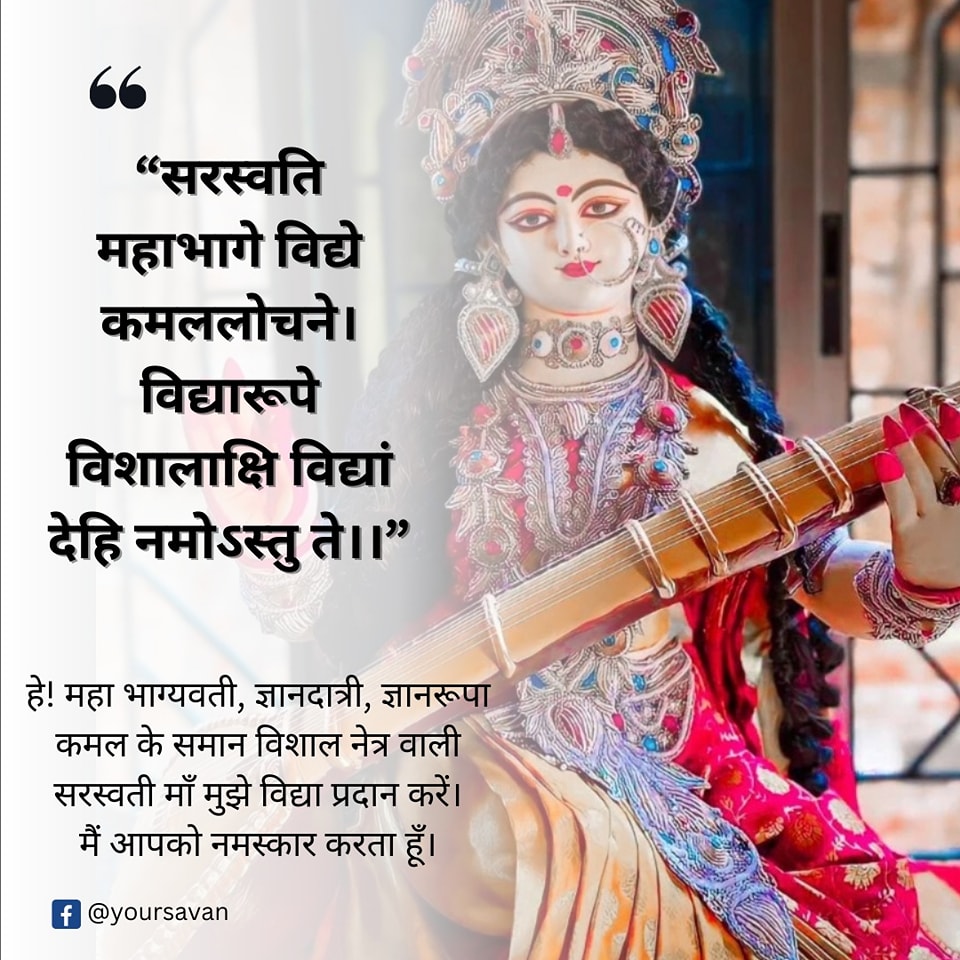 “सरस्वति
महाभागे विद्ये
कमललोचने।
विद्यारूपे
विशालाक्षि विद्यां
देहि नमोऽस्तु ते।।”
हे! महा भाग्यवती, ज्ञानदात्री, ज्ञानरूपा
कमल के समान विशाल नेत्र वाली
सरस्वती माँ मुझे विद्या प्रदान करें।
मैं आपको नमस्कार करता हूँ।
@yoursavan